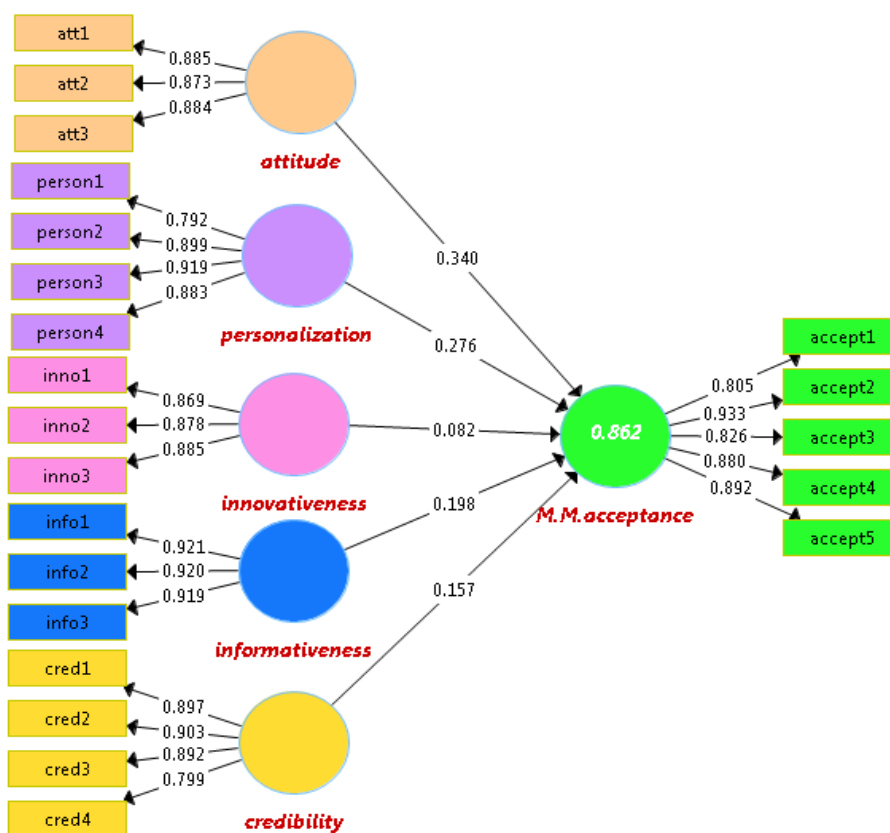 att1
0.885
att2
0.873
att3
0.884
attitude
person1
0.792
person2
0.899
person3
0.919
person4
0.883
personalization
inno1
0.869
inno2
0.878
inno3
0.885
innovativeness
info1
0.921
info2
0.920
info3
0.919
informativeness
cred1
0.897
cred2
0.903
cred3
0.892
cred4
0.799
credibility
0.340
0.276
0.082
0.198
0.157
0.862
M.M.acceptance
0.805
accept1
0.933
accept2
0.826
accept3
0.880
accept4
0.892
accept5